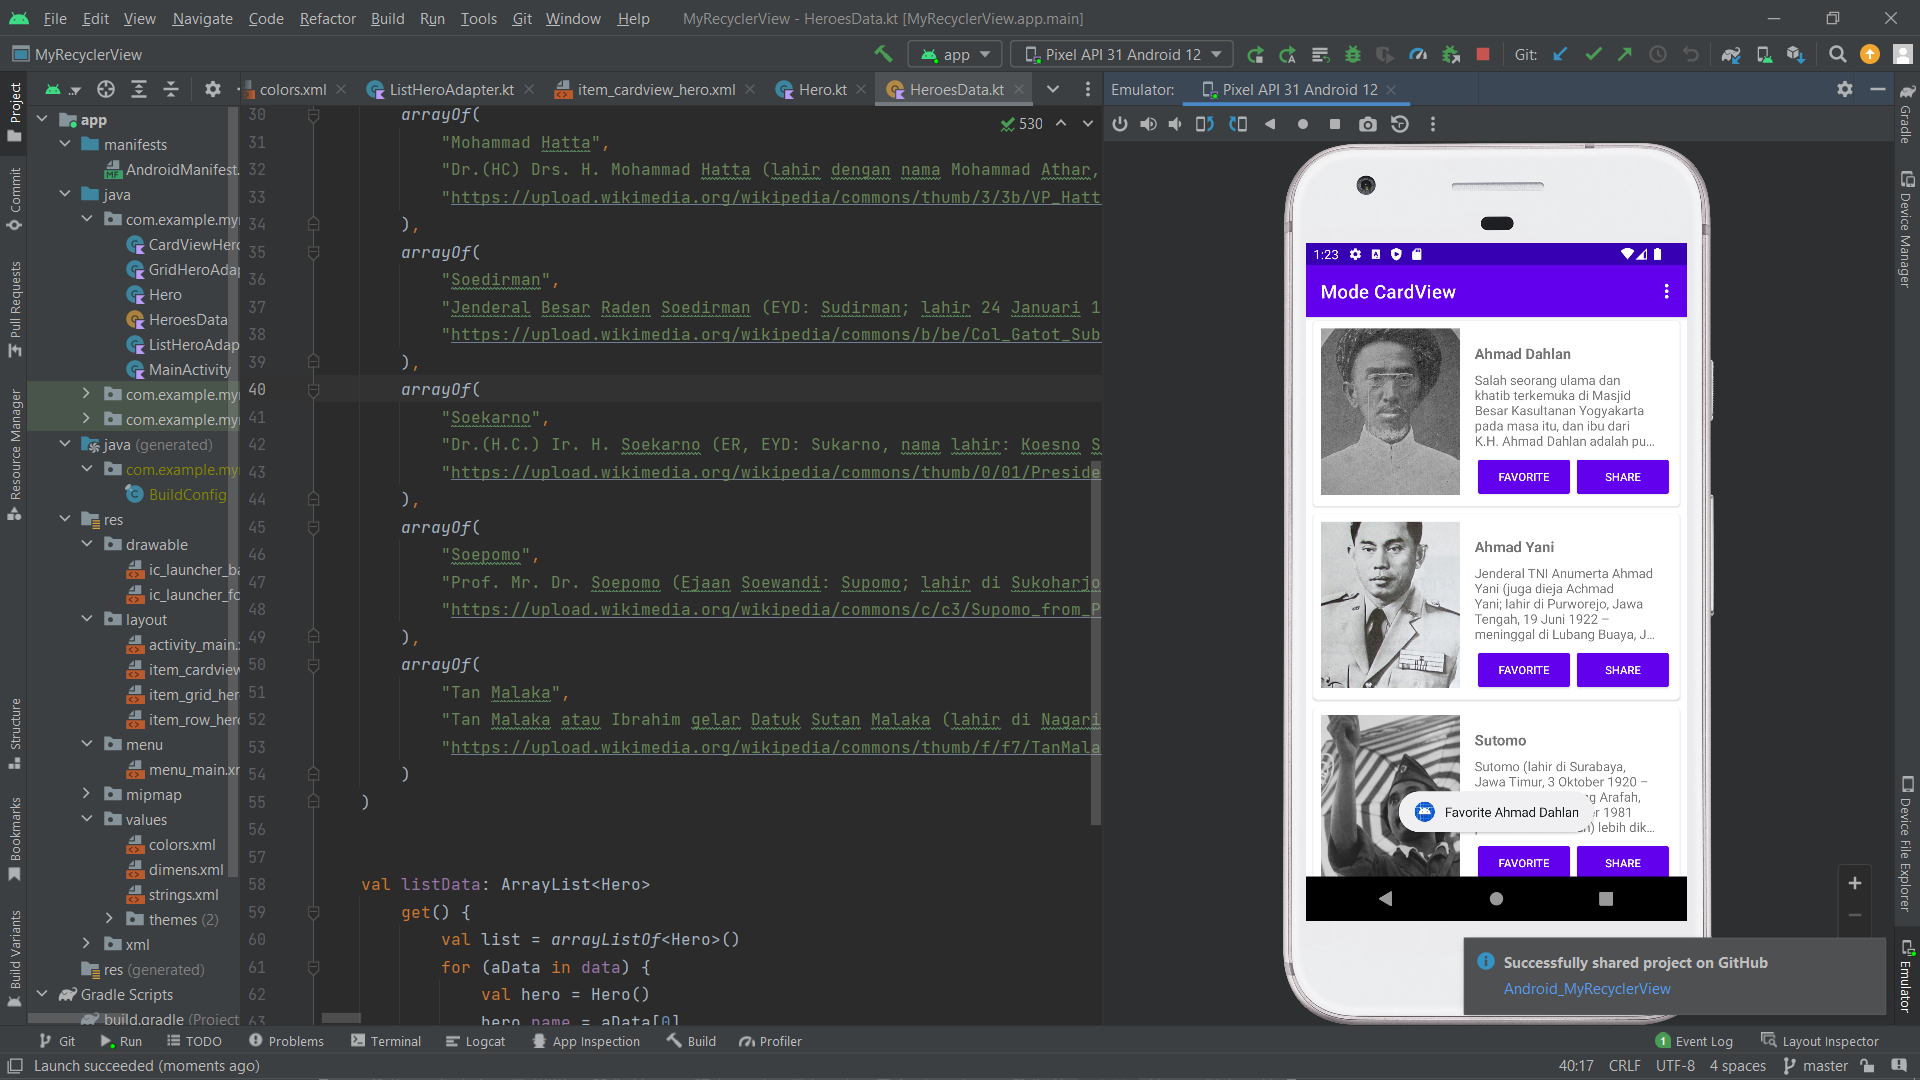 File Edit View Navigate Code Refactor Build Run Tools Git Window Help MyRecyclerView - HeroesData.kt [MyRecyclerView.app.main]
MyRecyclerView app Pixel API 31 Android 12 Git:
colors.xml ListHeroAdapter.kt item_cardview_hero.xml Hero.kt HeroesData.kt
Emulator: Pixel API 31 Android 12
Project
Commit
Pull Requests
Resource Manager
Structure
Bookmarks
Build Variants
app
manifests
AndroidManifest.
java
com.example.my
CardViewHer
GridHeroAda
Hero
HeroesData
ListHeroAdap
MainActivity
com.example.my
com.example.my
java (generated)
com.example.my
BuildConfig
res
drawable
ic_launcher_ba
ic_launcher_fo
layout
activity_main.
item_cardview
item_grid_her
item_row_hero
menu
menu_main.xm
mipmap
values
colors.xml
dimens.xml
strings.xml
themes (2)
xml
res (generated)
Gradle Scripts
build.gradle (Project
530
30 arrayOf(
31 "Mohammad Hatta",
32 "Dr.(HC) Drs. H. Mohammad Hatta (lahir dengan nama Mohammad Athar,
33 "https://upload.wikimedia.org/wikipedia/commons/thumb/3/3b/VP_Hatt
34 ),
35 arrayOf(
36 "Soedirman",
37 "Jenderal Besar Raden Soedirman (EYD: Sudirman; lahir 24 Januari 1
38 "https://upload.wikimedia.org/wikipedia/commons/b/be/Col_Gatot_Sub
39 ),
40 arrayOf(
41 "Soekarno",
42 "Dr.(H.C.) Ir. H. Soekarno (ER, EYD: Sukarno, nama lahir: Koesno S
43 "https://upload.wikimedia.org/wikipedia/commons/thumb/0/01/Preside
44 ),
45 arrayOf(
46 "Soepomo",
47 "Prof. Mr. Dr. Soepomo (Ejaan Soewandi: Supomo; lahir di Sukoharjo
48 "https://upload.wikimedia.org/wikipedia/commons/c/c3/Supomo_from_P
49 ),
50 arrayOf(
51 "Tan Malaka",
52 "Tan Malaka atau Ibrahim gelar Datuk Sutan Malaka (lahir di Nagari
53 "https://upload.wikimedia.org/wikipedia/commons/thumb/f/f7/TanMala
54 )
55 )
56
57
58 val listData: ArrayList<Hero>
59 get() {
60 val list = arrayListOf<Hero>()
61 for (aData in data) {
62 val hero = Hero()
63 hero.name = aData[0]
1:23
Mode CardView
Ahmad Dahlan
Salah seorang ulama dan
khatib terkemuka di Masjid
Besar Kasultanan Yogyakarta
pada masa itu, dan ibu dari
K.H. Ahmad Dahlan adalah pu...
FAVORITE SHARE
Ahmad Yani
Jenderal TNI Anumerta Ahmad
Yani (juga dieja Achmad
Yani; lahir di Purworejo, Jawa
Tengah, 19 Juni 1922 –
meninggal di Lubang Buaya, J...
FAVORITE SHARE
Sutomo
Sutomo (lahir di Surabaya,
Jawa Timur, 3 Oktober 1920 –
Arafah,
1981
lebih dik...
Favorite Ahmad Dahlan
FAVORITE SHARE
Successfully shared project on GitHub
Android_MyRecyclerView
Gradle
Device Manager
Device File Explorer
Emulator
Git Run TODO Problems Terminal Logcat App Inspection Build Profiler 1 Event Log Layout Inspector
Launch succeeded (moments ago) 40:17 CRLF UTF-8 4 spaces master